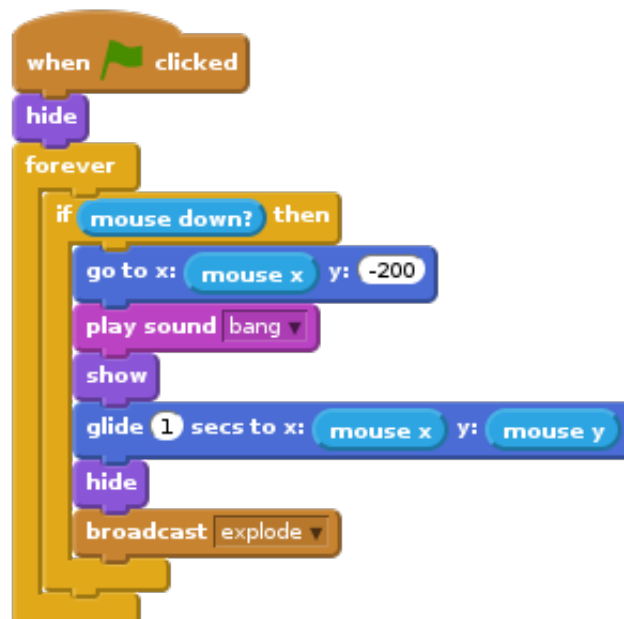 when clicked
hide
forever
if mouse down? then
go to x: mouse x y: -200
play sound bang
show
glide 1 secs to x: mouse x y: mouse y
hide
broadcast explode